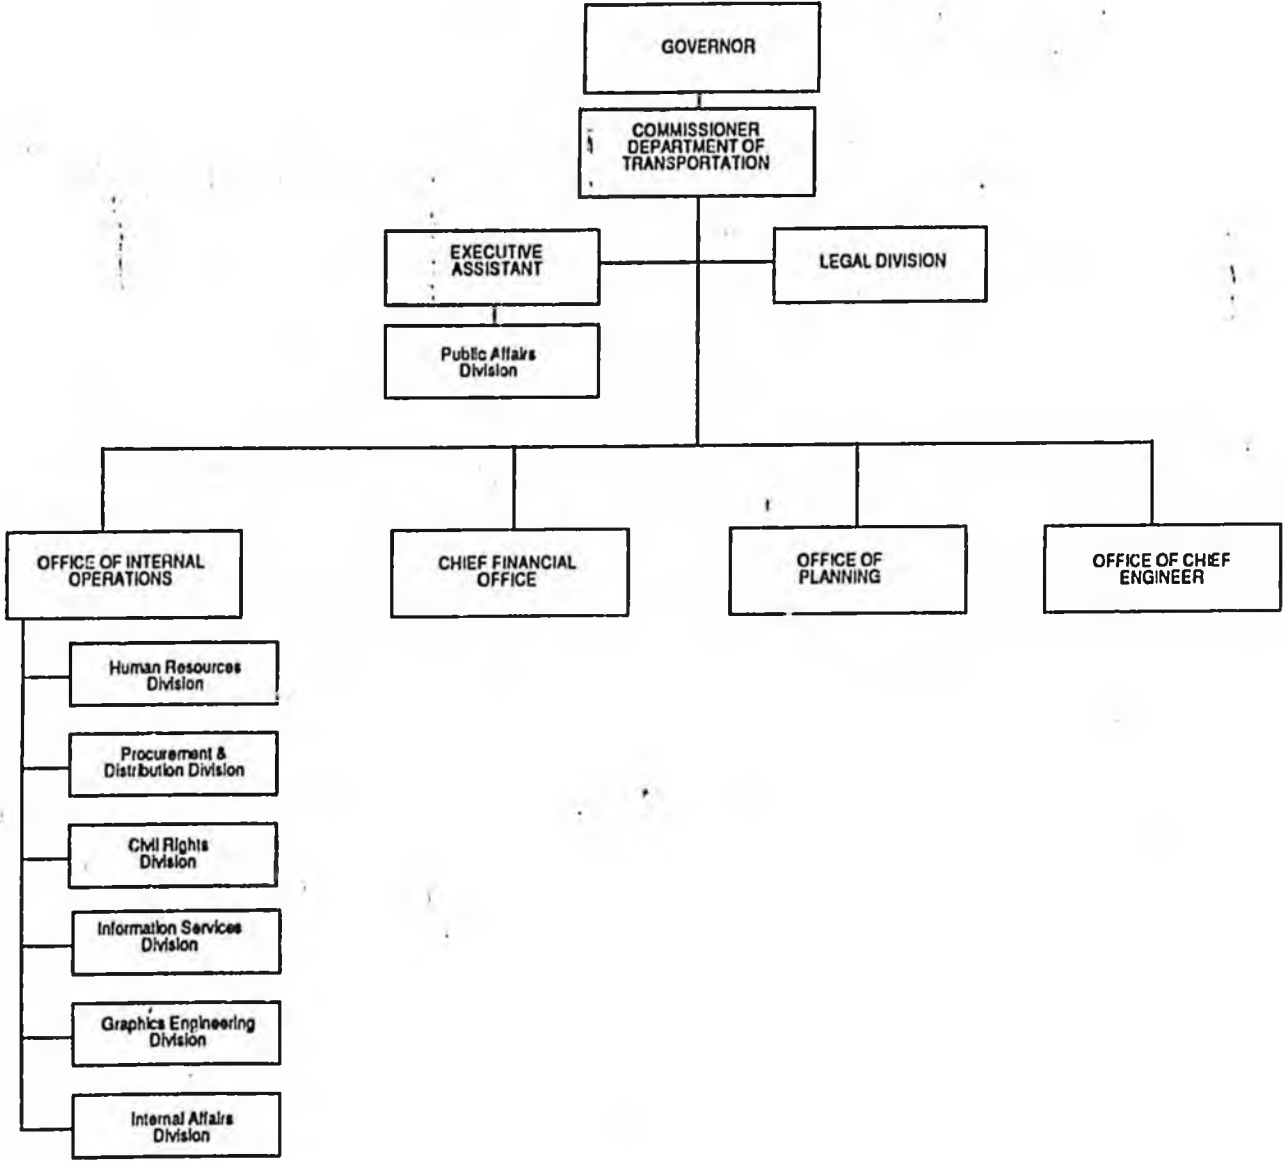 GOVERNOR
COMMISSIONER
DEPARTMENT OF
TRANSPORTATION
EXECUTIVE
ASSISTANT
LEGAL DIVISION
Public Affairs
Division
OFFICE OF INTERNAL
OPERATIONS
CHIEF FINANCIAL
OFFICE
OFFICE OF
PLANNING
OFFICE OF CHIEF
ENGINEER
Human Resources
Division
Procurement &
Distribution Division
Civil Rights
Division
Information Services
Division
Graphics Engineering
Division
Internal Affairs
Division